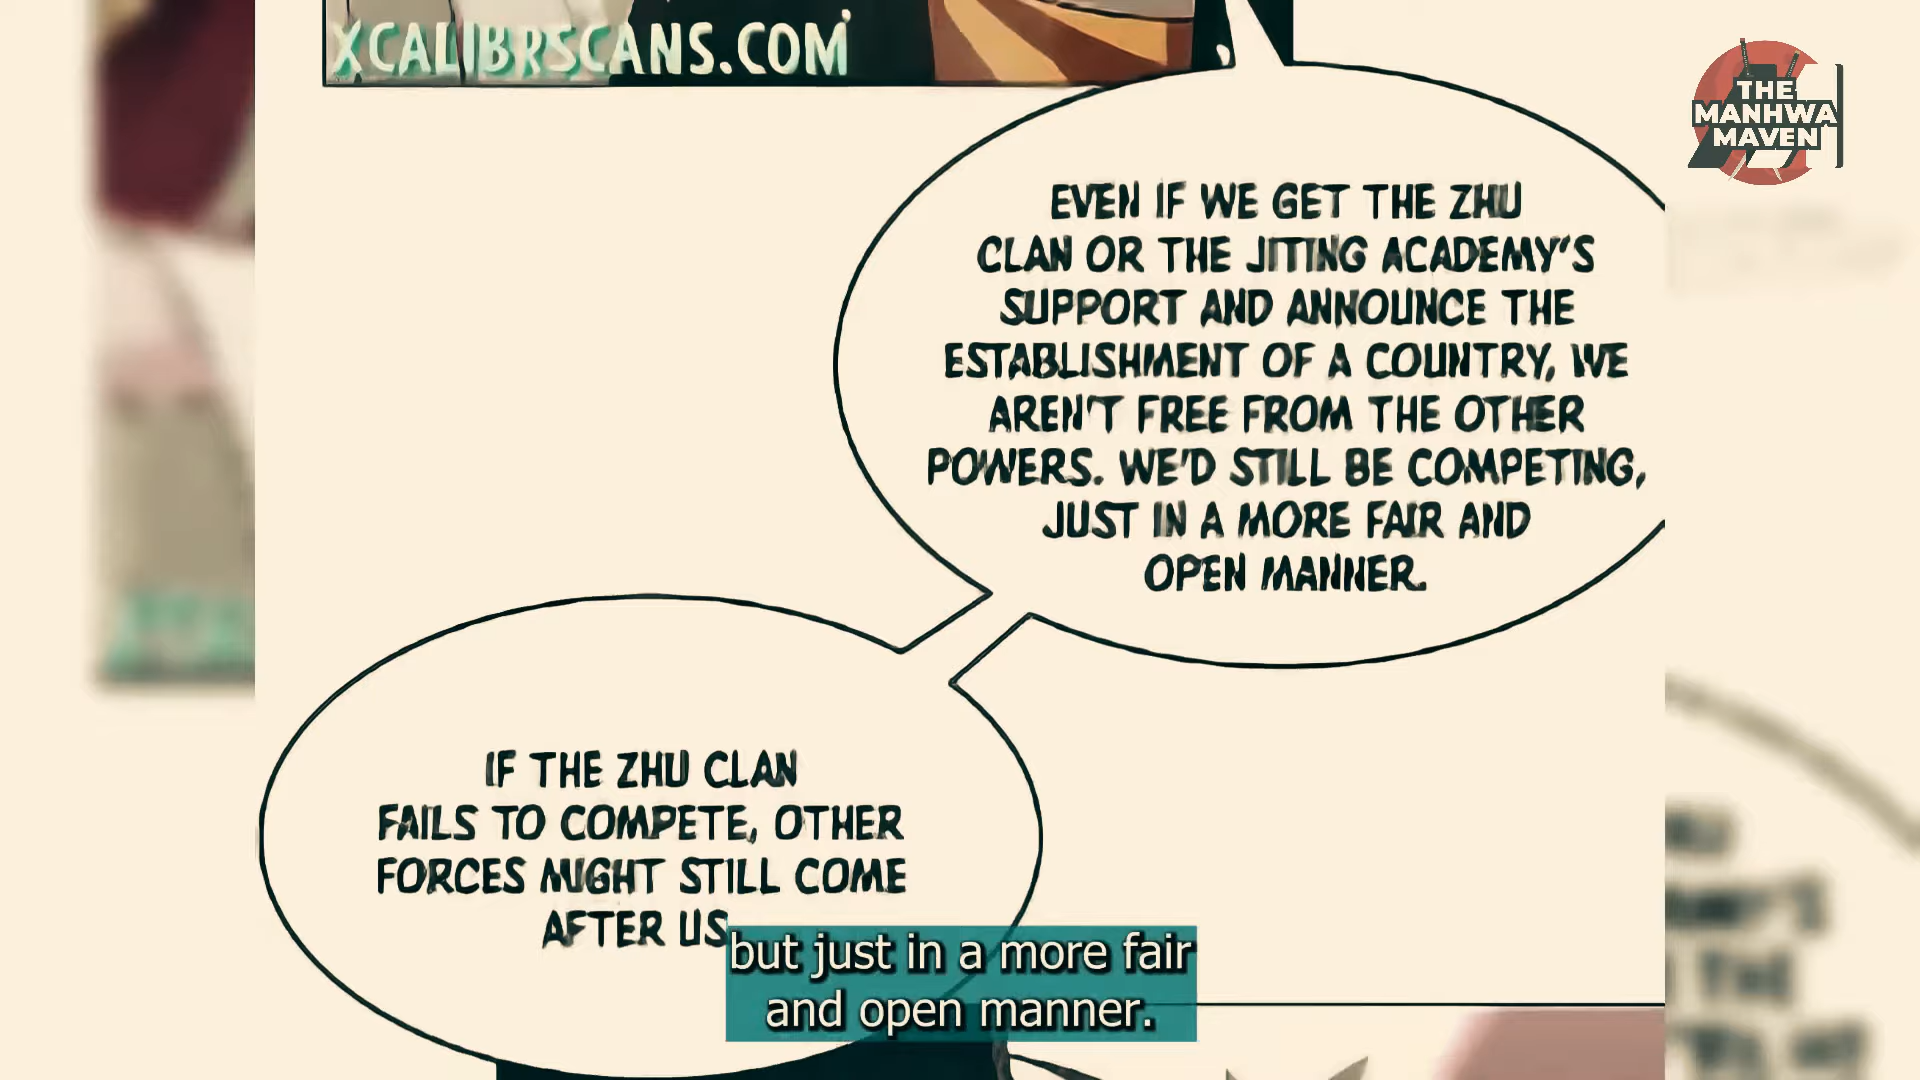 XCALIBRSCANS.COM
THE
MANHWA
MAVEN
EVEN IF WE GET THE ZHU
CLAN OR THE JITING ACADEMY'S
SUPPORT AND ANNOUNCE THE
ESTABLISHMENT OF A COUNTRY, WE
AREN'T FREE FROM THE OTHER
POWERS. WE'D STILL BE COMPETING,
JUST IN A MORE FAIR AND
OPEN MANNER.
IF THE ZHU CLAN
FAILS TO COMPETE, OTHER
FORCES MIGHT STILL COME
AFTER US
but just in a more fair
and open manner.